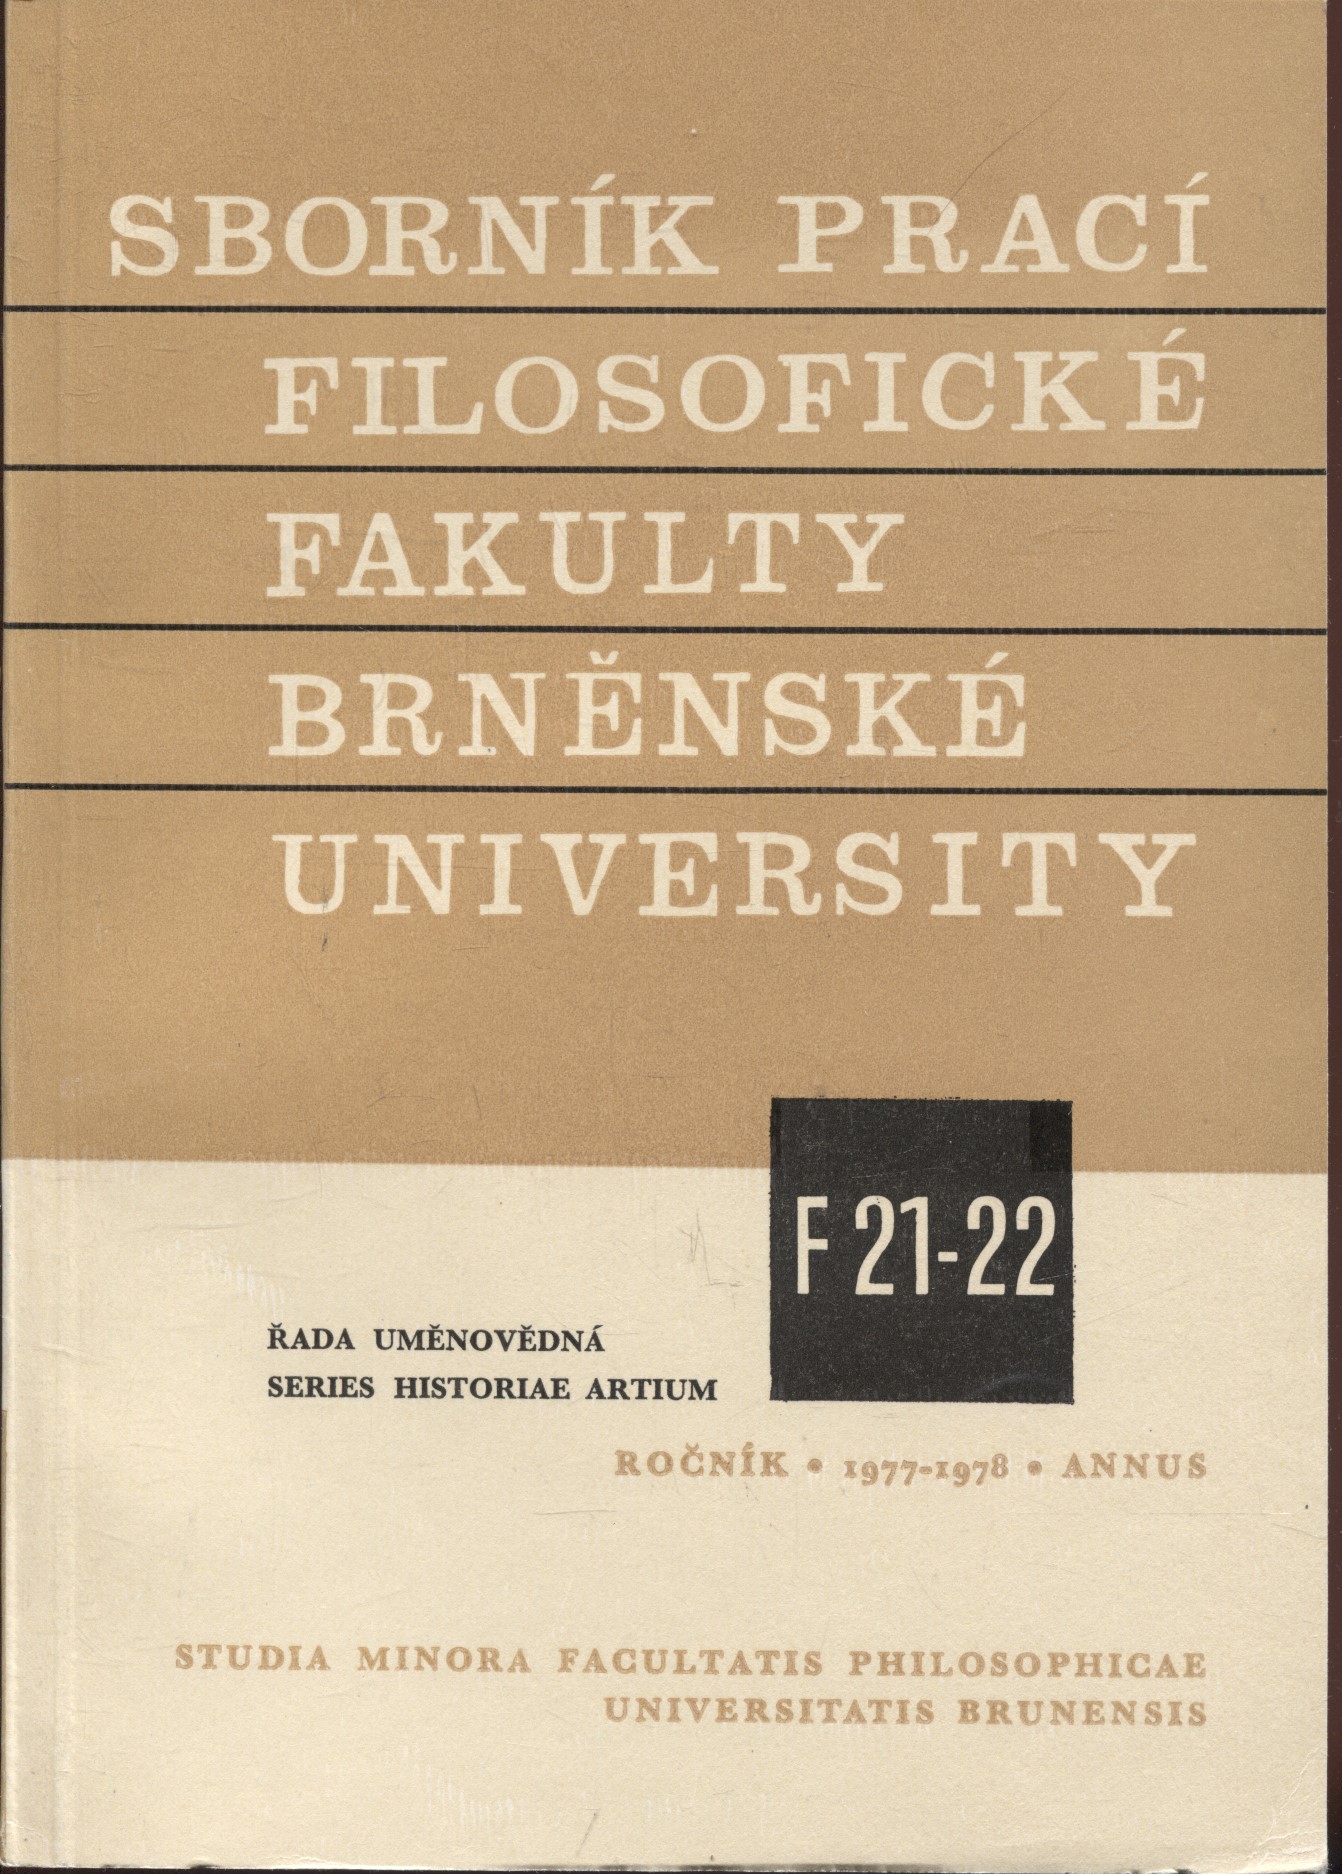 SBORNÍK PRACÍ
FILOSOFICKÉ
FAKULTY
BRNĚNSKÉ
UNIVERSITY
F 21-22
ŘADA UMĚNOVĚDNÁ
SERIES HISTORIAE ARTIUM
ROČNÍK • 1977-1978 • ANNUS
STUDIA MINORA FACULTATIS PHILOSOPHICAE
UNIVERSITATIS BRUNENSIS